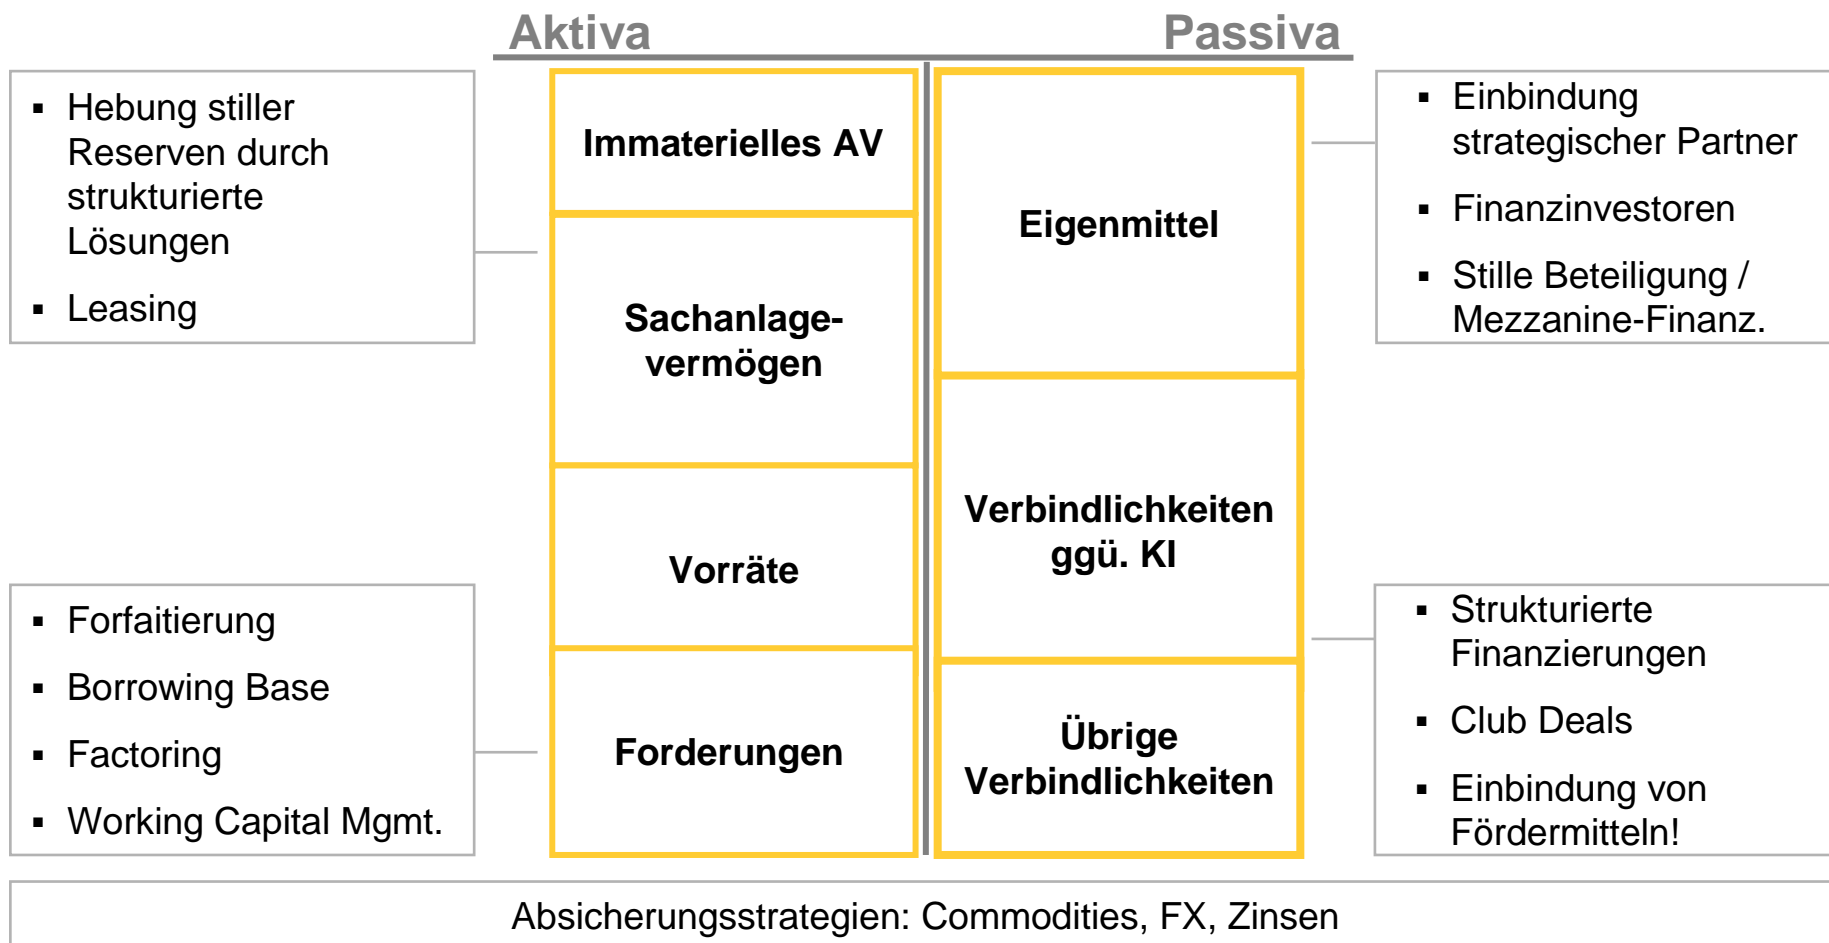 Aktiva
Passiva
▪ Hebung stiller
Reserven durch
strukturierte
Lösungen
▪ Leasing
Immaterielles AV
Sachanlage-
vermögen
Vorräte
Forderungen
▪ Forfaitierung
▪ Borrowing Base
▪ Factoring
▪ Working Capital Mgmt.
Eigenmittel
Verbindlichkeiten
ggü. KI
Übrige
Verbindlichkeiten
▪ Einbindung
strategischer Partner
▪ Finanzinvestoren
▪ Stille Beteiligung /
Mezzanine-Finanz.
▪ Strukturierte
Finanzierungen
▪ Club Deals
▪ Einbindung von
Fördermitteln!
Absicherungsstrategien: Commodities, FX, Zinsen